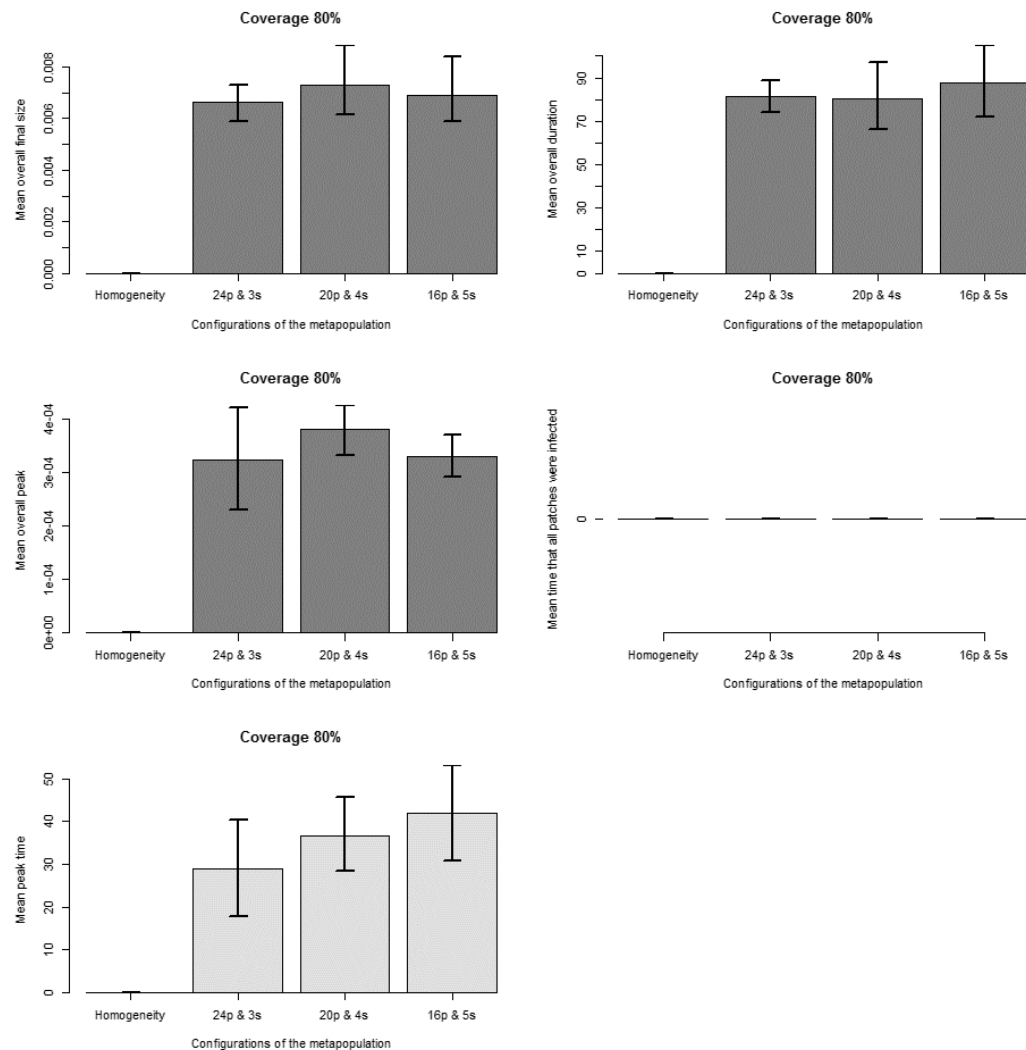 Coverage 80%
Mean overall final size
0.008
0.006
0.004
0.002
0.000
Homogeneity 24p & 3s 20p & 4s 16p & 5s
Configurations of the metapopulation
Coverage 80%
Mean overall duration
90
70
50
30
10
0
Homogeneity 24p & 3s 20p & 4s 16p & 5s
Configurations of the metapopulation
Coverage 80%
Mean overall peak
4e-04
3e-04
2e-04
1e-04
0e+00
Homogeneity 24p & 3s 20p & 4s 16p & 5s
Configurations of the metapopulation
Coverage 80%
Mean time that all patches were infected
0
Homogeneity 24p & 3s 20p & 4s 16p & 5s
Configurations of the metapopulation
Coverage 80%
Mean peak time
50
40
30
20
10
0
Homogeneity 24p & 3s 20p & 4s 16p & 5s
Configurations of the metapopulation